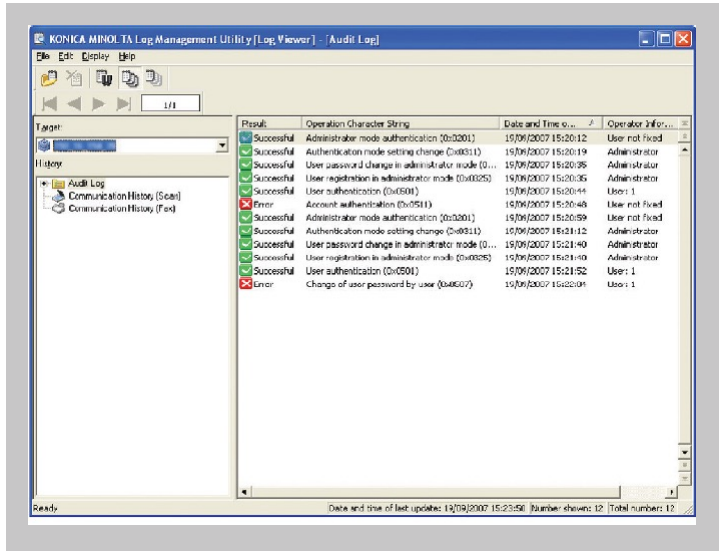 KONICA MINOLTA Log Management Utility [Log Viewer] - [Audit Log]
File Edit Display Help
1/1
Target:
History:
Audit Log
Communication History (Scan)
Communication History (Fax)
Result Operation Character String Date and Time o... Operator Infor...
Successful Administrator mode authentication (0x0201) 19/09/2007 15:20:12 User not fixed
Successful Authentication mode setting change (0x0311) 19/09/2007 15:20:19 Administrator
Successful User password change in administrator mode (0... 19/09/2007 15:20:35 Administrator
Successful User registration in administrator mode (0x0325) 19/09/2007 15:20:35 Administrator
Successful User authentication (0x0501) 19/09/2007 15:20:44 User: 1
Error Account authentication (0x0511) 19/09/2007 15:20:48 User not fixed
Successful Administrator mode authentication (0x0201) 19/09/2007 15:20:59 User not fixed
Successful Authentication mode setting change (0x0311) 19/09/2007 15:21:12 Administrator
Successful User password change in administrator mode (0... 19/09/2007 15:21:40 Administrator
Successful User registration in administrator mode (0x0325) 19/09/2007 15:21:40 Administrator
Successful User authentication (0x0501) 19/09/2007 15:21:52 User: 1
Error Change of user password by user (0x0507) 19/09/2007 15:22:04 User: 1
Ready Date and time of last update: 19/09/2007 15:23:50 Number shown: 12 Total number: 12